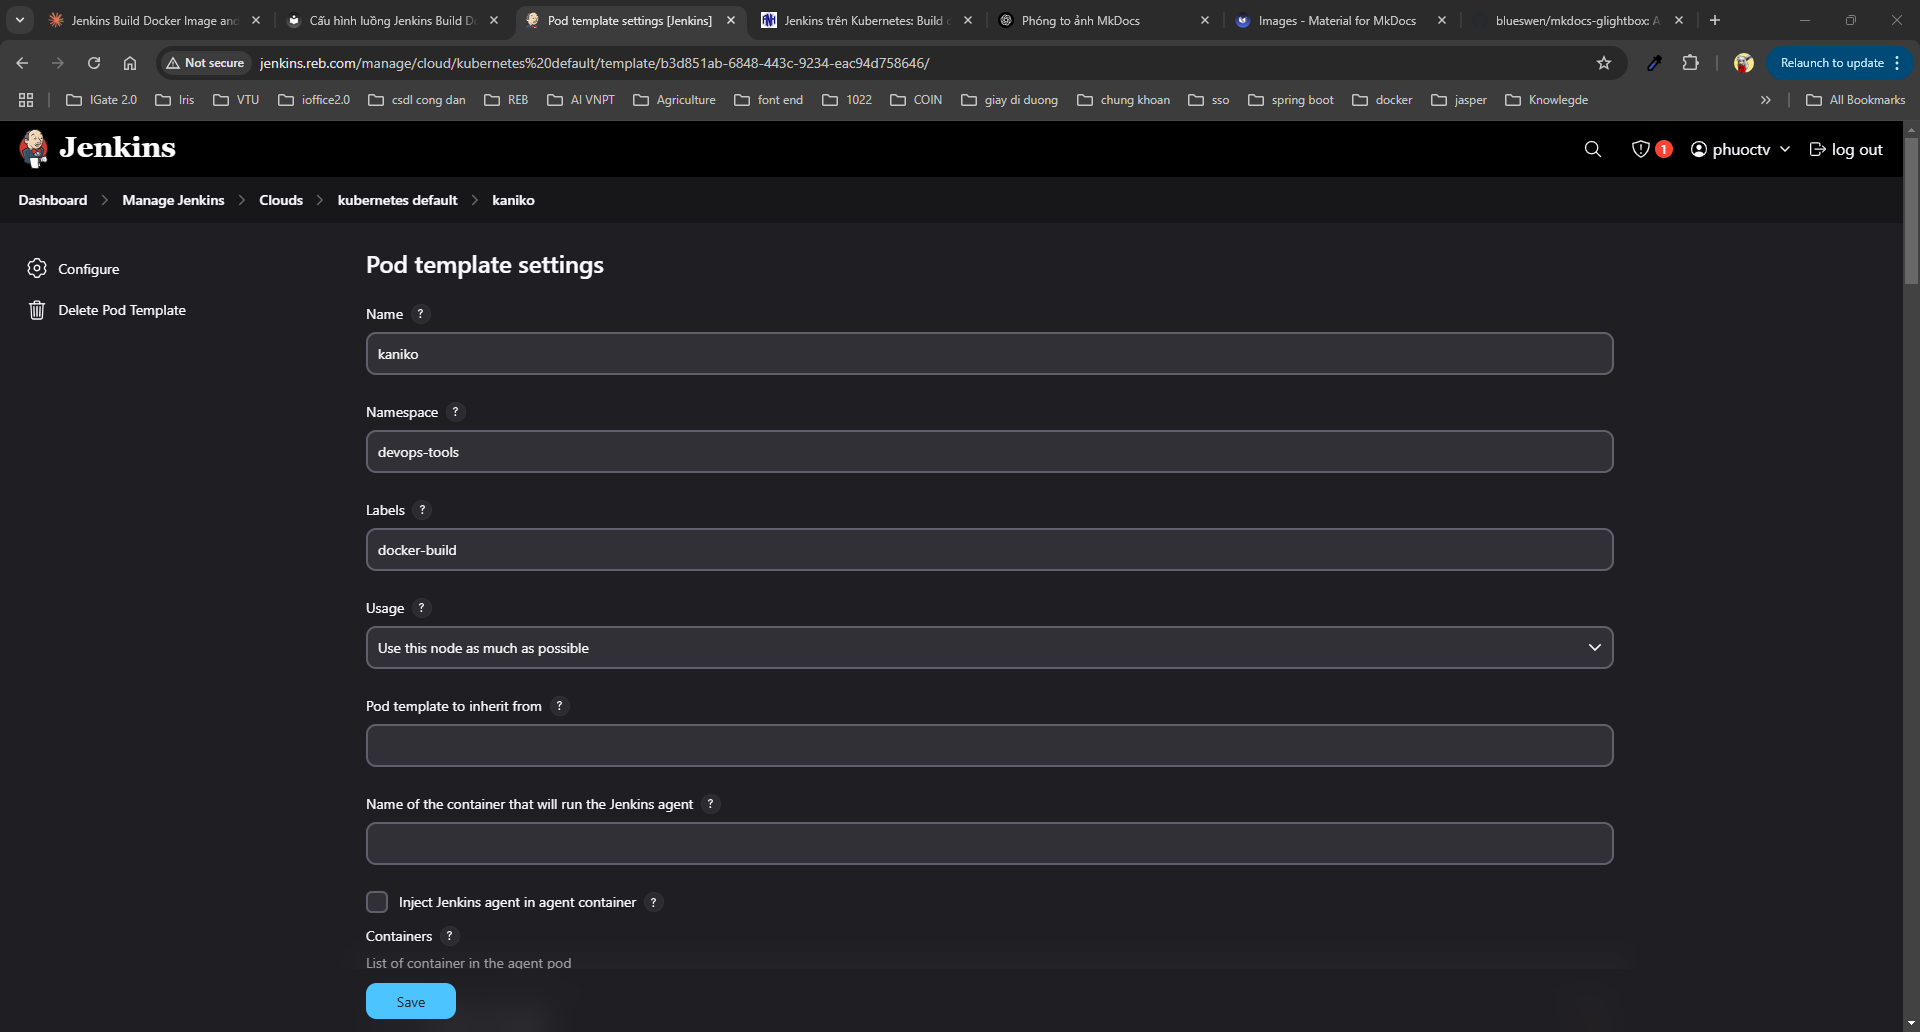 Jenkins Build Docker Image and
Cấu hình luồng Jenkins Build D
Pod template settings [Jenkins]
Jenkins trên Kubernetes: Build
Phóng to ảnh MkDocs
Images - Material for MkDocs
blueswen/mkdocs-glightbox: A
Not secure
jenkins.reb.com/manage/cloud/kubernetes%20default/template/b3d851ab-6848-443c-9234-eac94d758646/
Relaunch to update
IGate 2.0
Iris
VTU
ioffice2.0
csdl cong dan
REB
AI VNPT
Agriculture
font end
1022
COIN
giay di duong
chung khoan
sso
spring boot
docker
jasper
Knowlegde
All Bookmarks
Jenkins
1
phuoctv
log out
Dashboard
Manage Jenkins
Clouds
kubernetes default
kaniko
Configure
Delete Pod Template
Pod template settings
Name ?
kaniko
Namespace ?
devops-tools
Labels ?
docker-build
Usage ?
Use this node as much as possible
Pod template to inherit from ?
Name of the container that will run the Jenkins agent ?
Inject Jenkins agent in agent container ?
Containers ?
List of container in the agent pod
Save